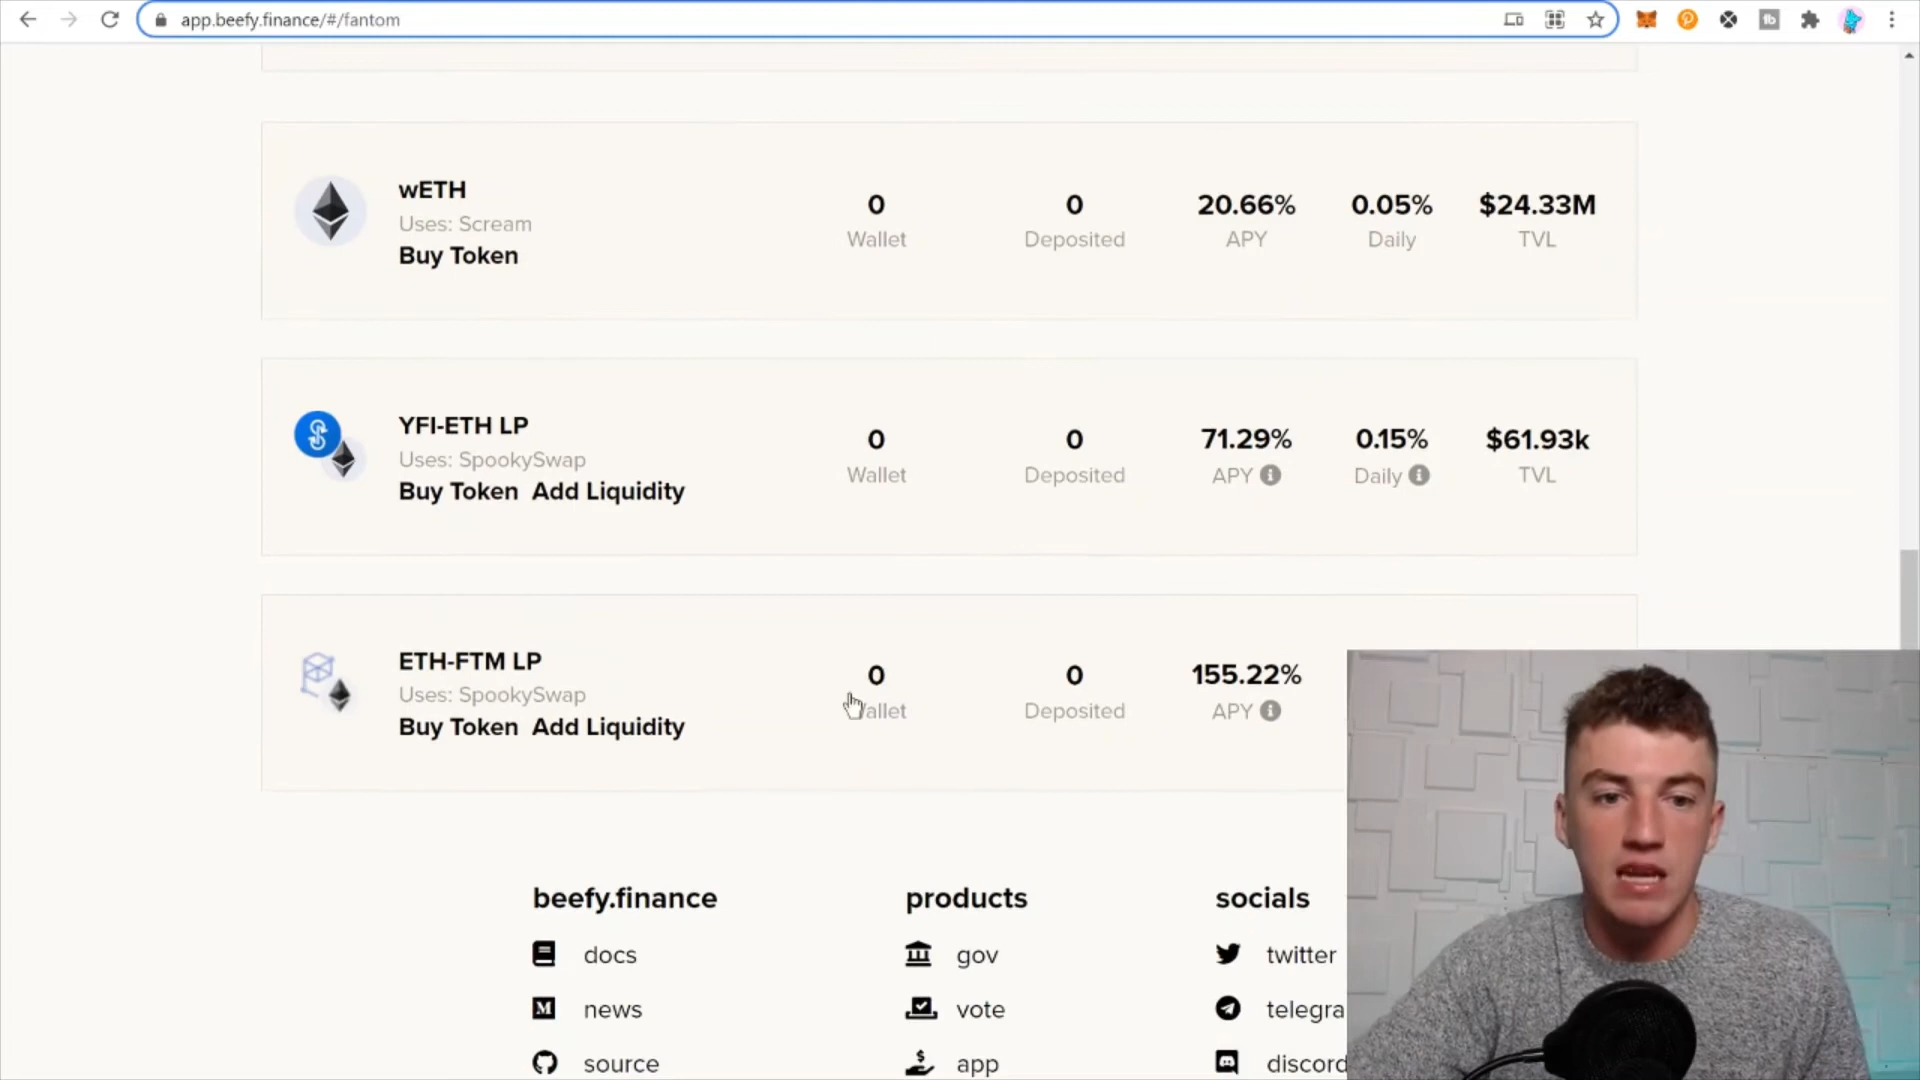 app.beefy.finance/#/fantom
wETH
Uses: Scream
Buy Token
0
Wallet
0
Deposited
20.66%
APY
0.05%
Daily
$24.33M
TVL
YFI-ETH LP
Uses: SpookySwap
Buy Token Add Liquidity
0
Wallet
0
Deposited
71.29%
APY
0.15%
Daily
$61.93k
TVL
ETH-FTM LP
Uses: SpookySwap
Buy Token Add Liquidity
0
Wallet
0
Deposited
155.22%
APY
beefy.finance
docs
news
source
products
gov
vote
app
socials
twitter
telegra
discord